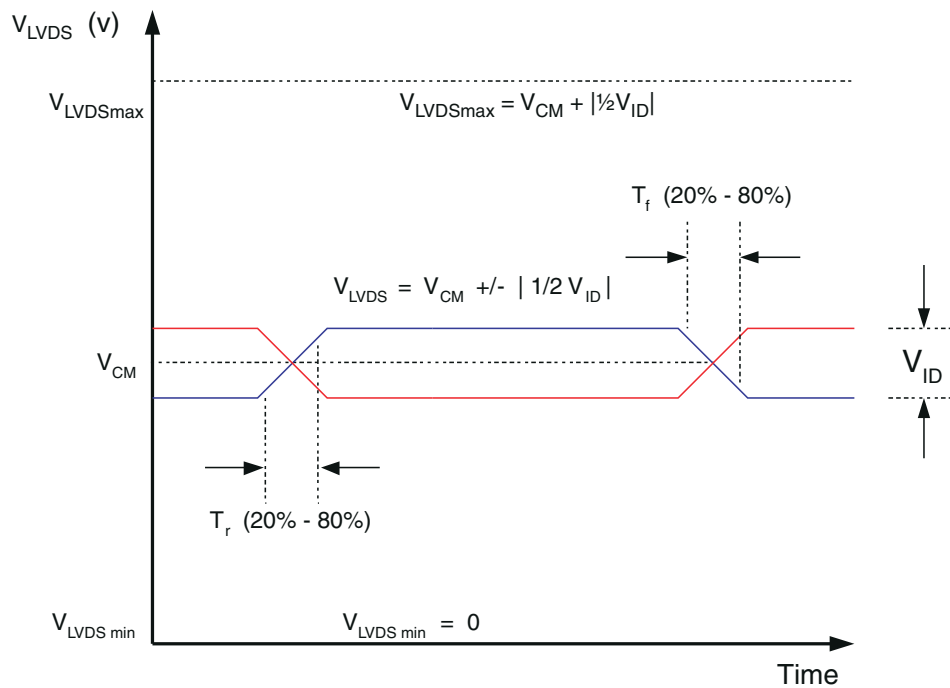 V_LVDS (v)
V_LVDSmax
V_LVDSmax = V_CM + |½V_ID|
T_f (20% - 80%)
V_LVDS = V_CM +/- | 1/2 V_ID |
V_CM
V_ID
T_r (20% - 80%)
V_LVDS min
V_LVDS min = 0
Time